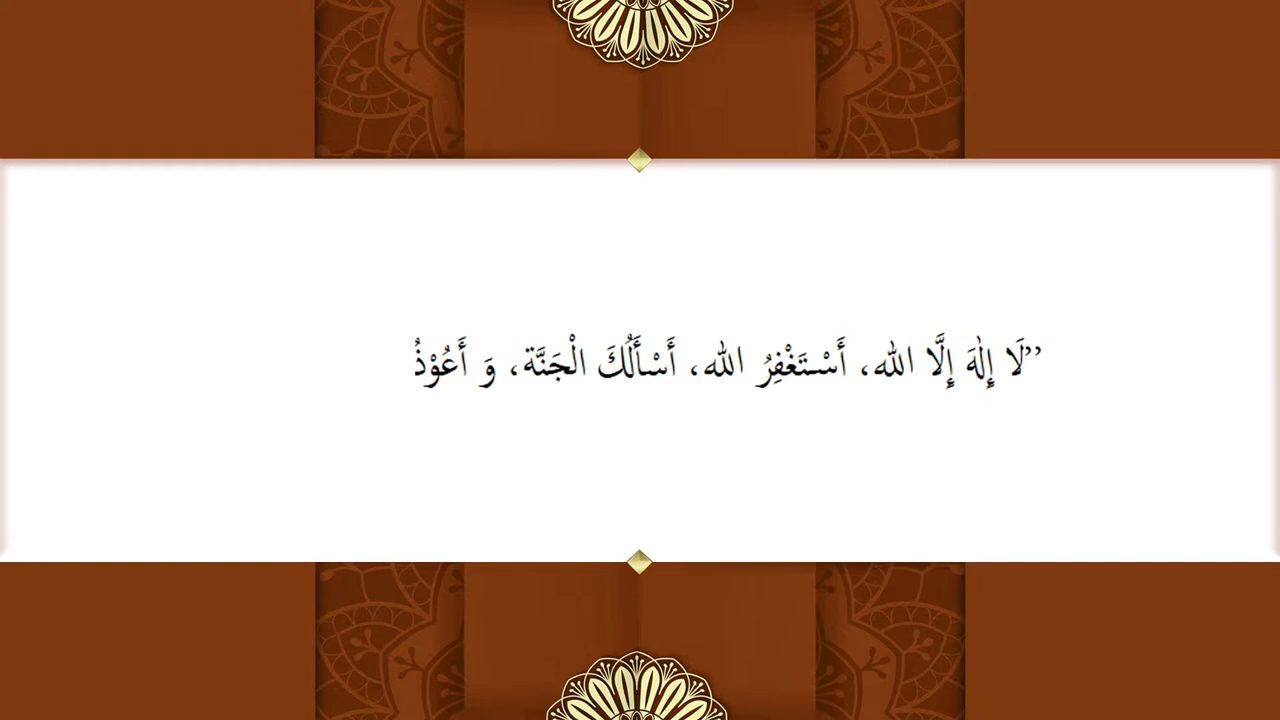 ’’لَا إِلٰهَ إِلَّا الله، أَسْتَغْفِرُ الله، أَسْأَلُكَ الْجَنَّة، وَ أَعُوْذُ